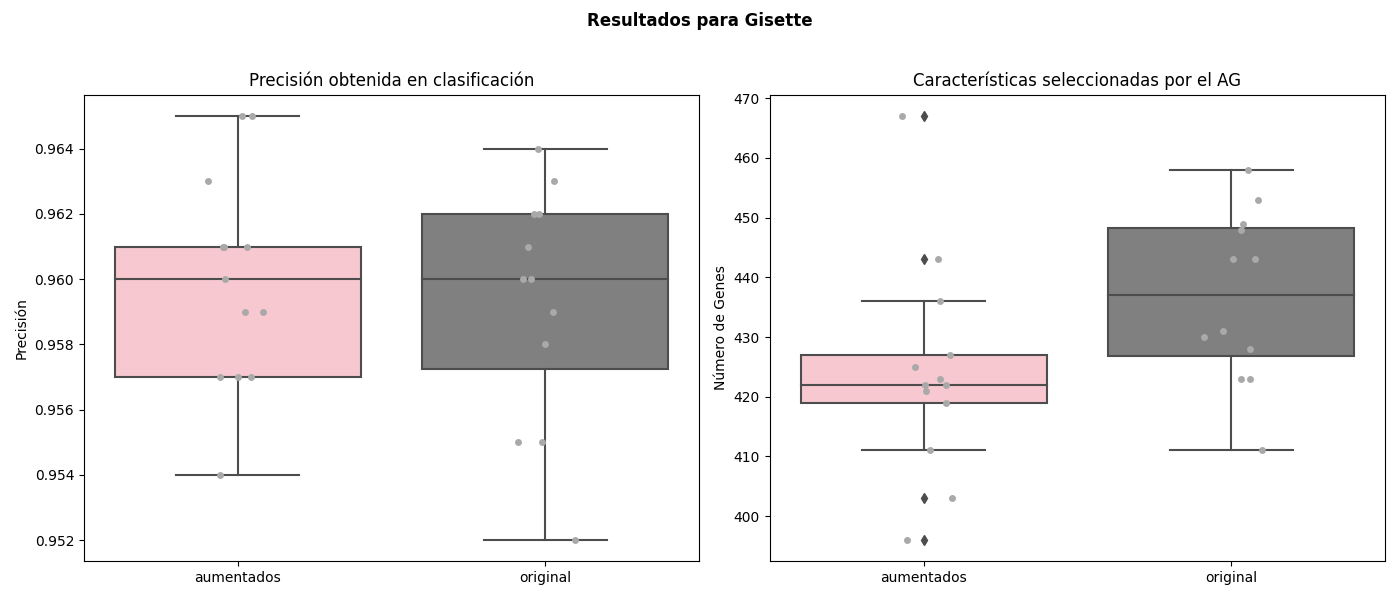 Resultados para Gisette
Precisión obtenida en clasificación
Precisión
0.964
0.962
0.960
0.958
0.956
0.954
0.952
aumentados
original
Características seleccionadas por el AG
Número de Genes
470
460
450
440
430
420
410
400
aumentados
original